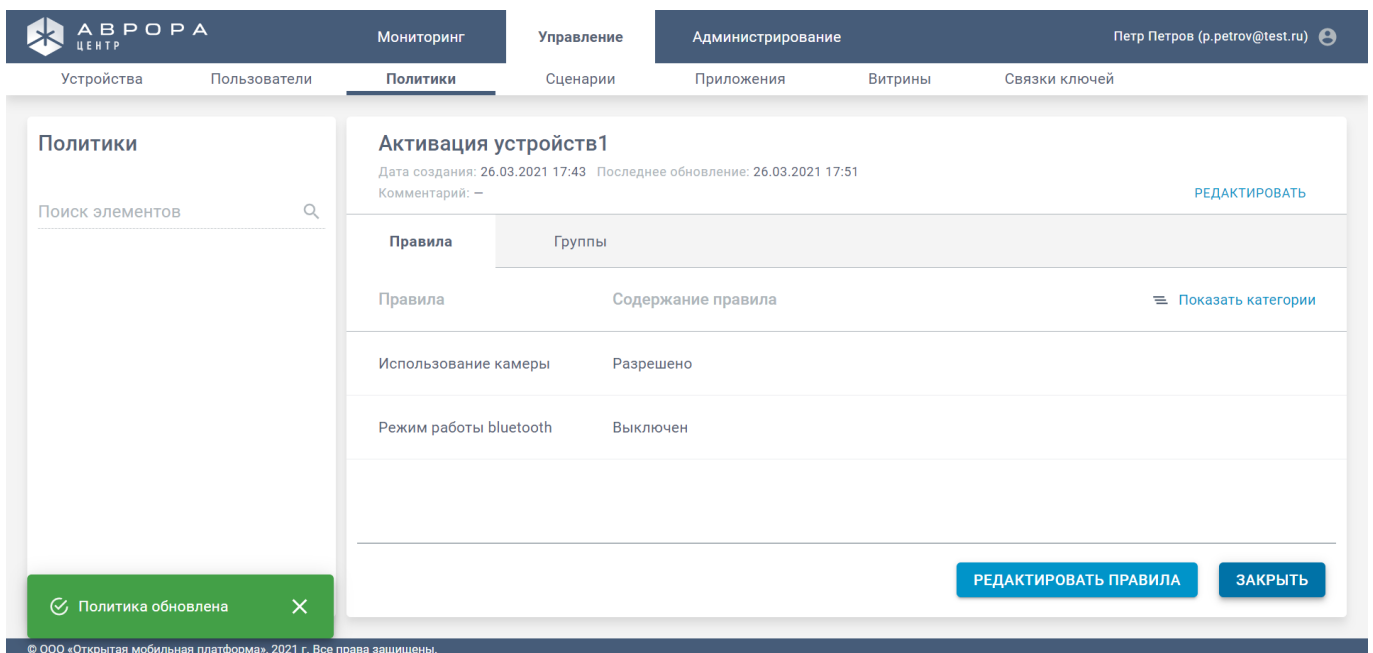 АВРОРА
ЦЕНТР
Мониторинг Управление Администрирование Петр Петров (p.petrov@test.ru)
Устройства Пользователи Политики Сценарии Приложения Витрины Связки ключей
Политики
Поиск элементов
Активация устройств1
Дата создания: 26.03.2021 17:43 Последнее обновление: 26.03.2021 17:51
Комментарий: —
РЕДАКТИРОВАТЬ
Правила Группы
Правила Содержание правила Показать категории
Использование камеры Разрешено
Режим работы bluetooth Выключен
РЕДАКТИРОВАТЬ ПРАВИЛА ЗАКРЫТЬ
Политика обновлена
© ООО «Открытая мобильная платформа», 2021 г. Все права защищены.